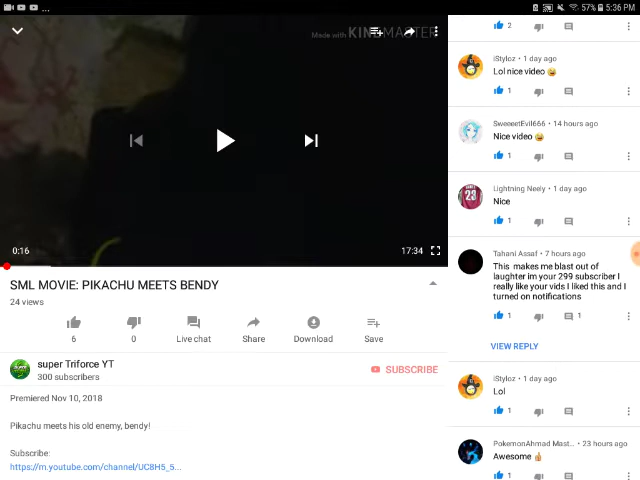 ... 57% 5:36 PM
Made with KINEMASTER
0:16
17:34
SML MOVIE: PIKACHU MEETS BENDY
24 views
6
0
Live chat
Share
Download
Save
super Triforce YT
300 subscribers
SUBSCRIBE
Premiered Nov 10, 2018
Pikachu meets his old enemy, bendy!
Subscribe:
https://m.youtube.com/channel/UC8H5_5...
2
iStyloz • 1 day ago
Lol nice video 😂
1
SweeeetEvil666 • 14 hours ago
Nice video 😂
1
Lightning Neely • 1 day ago
Nice
1
Tahani Assaf • 7 hours ago
This makes me blast out of
laughter im your 299 subscriber I
really like your vids I liked this and I
turned on notifications
1
1
VIEW REPLY
iStyloz • 1 day ago
Lol
1
PokemonAhmad Mast... • 23 hours ago
Awesome 👍
1